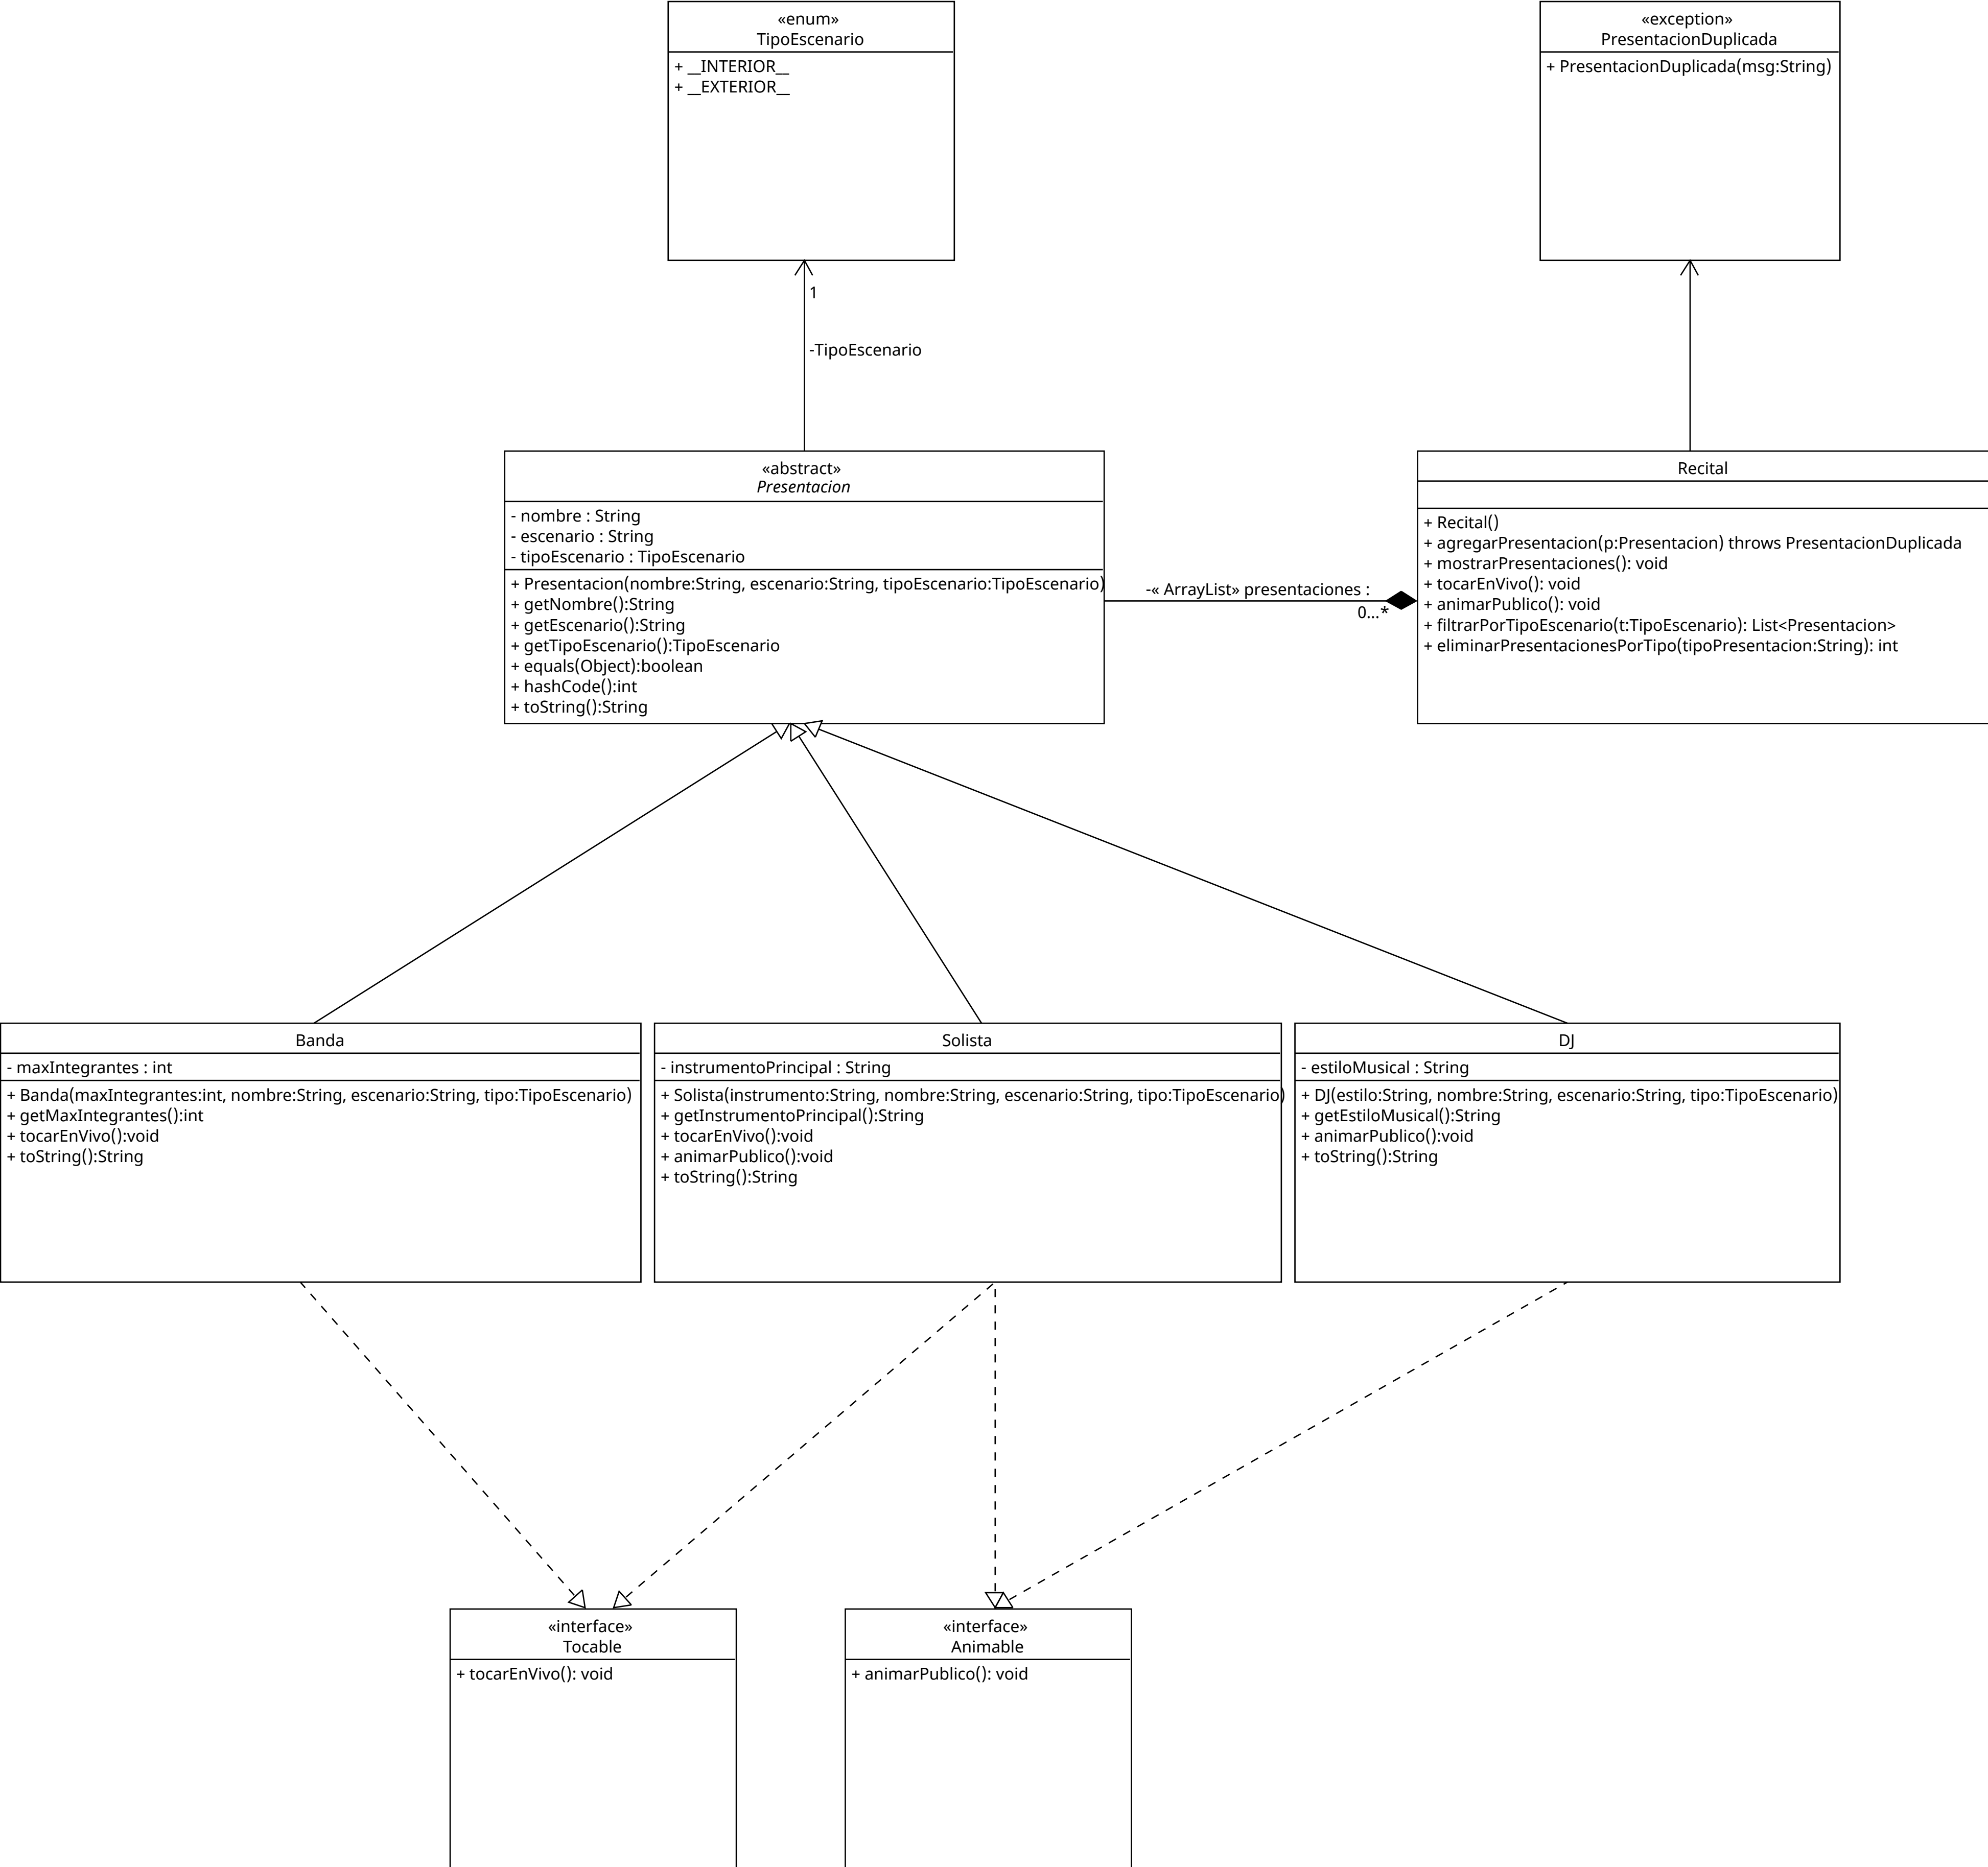 «enum»
TipoEscenario
+ __INTERIOR__
+ __EXTERIOR__
«exception»
PresentacionDuplicada
+ PresentacionDuplicada(msg:String)
1
-TipoEscenario
«abstract»
Presentacion
- nombre : String
- escenario : String
- tipoEscenario : TipoEscenario
+ Presentacion(nombre:String, escenario:String, tipoEscenario:TipoEscenario)
+ getNombre():String
+ getEscenario():String
+ getTipoEscenario():TipoEscenario
+ equals(Object):boolean
+ hashCode():int
+ toString():String
-« ArrayList» presentaciones :
0...*
Recital
+ Recital()
+ agregarPresentacion(p:Presentacion) throws PresentacionDuplicada
+ mostrarPresentaciones(): void
+ tocarEnVivo(): void
+ animarPublico(): void
+ filtrarPorTipoEscenario(t:TipoEscenario): List<Presentacion>
+ eliminarPresentacionesPorTipo(tipoPresentacion:String): int
Banda
- maxIntegrantes : int
+ Banda(maxIntegrantes:int, nombre:String, escenario:String, tipo:TipoEscenario)
+ getMaxIntegrantes():int
+ tocarEnVivo():void
+ toString():String
Solista
- instrumentoPrincipal : String
+ Solista(instrumento:String, nombre:String, escenario:String, tipo:TipoEscenario)
+ getInstrumentoPrincipal():String
+ tocarEnVivo():void
+ animarPublico():void
+ toString():String
DJ
- estiloMusical : String
+ DJ(estilo:String, nombre:String, escenario:String, tipo:TipoEscenario)
+ getEstiloMusical():String
+ animarPublico():void
+ toString():String
«interface»
Tocable
+ tocarEnVivo(): void
«interface»
Animable
+ animarPublico(): void